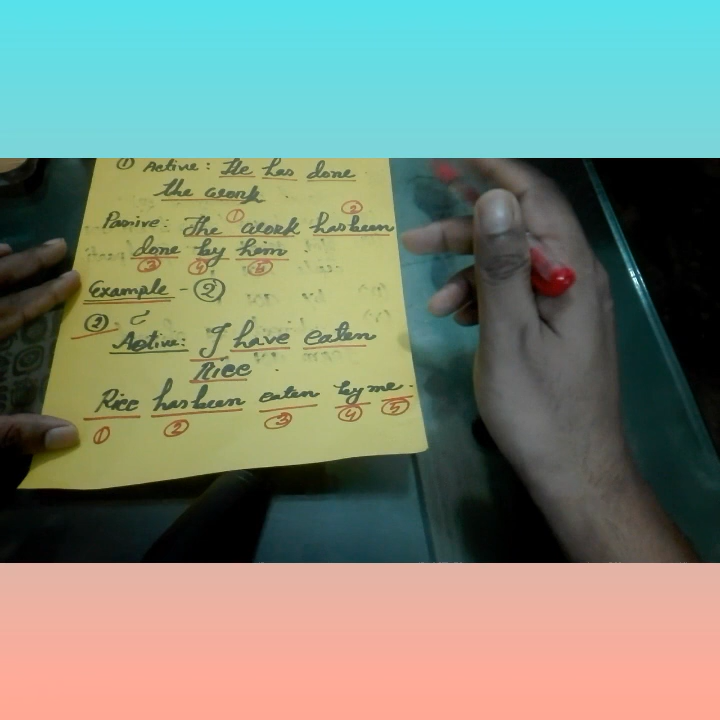 ① Active: He has done
the work
① ②
Passive: The work has been
done by him.
③ ④ ⑤
Example - ②
②
Active: I have eaten
Rice.
Rice has been eaten by me.
① ② ③ ④ ⑤